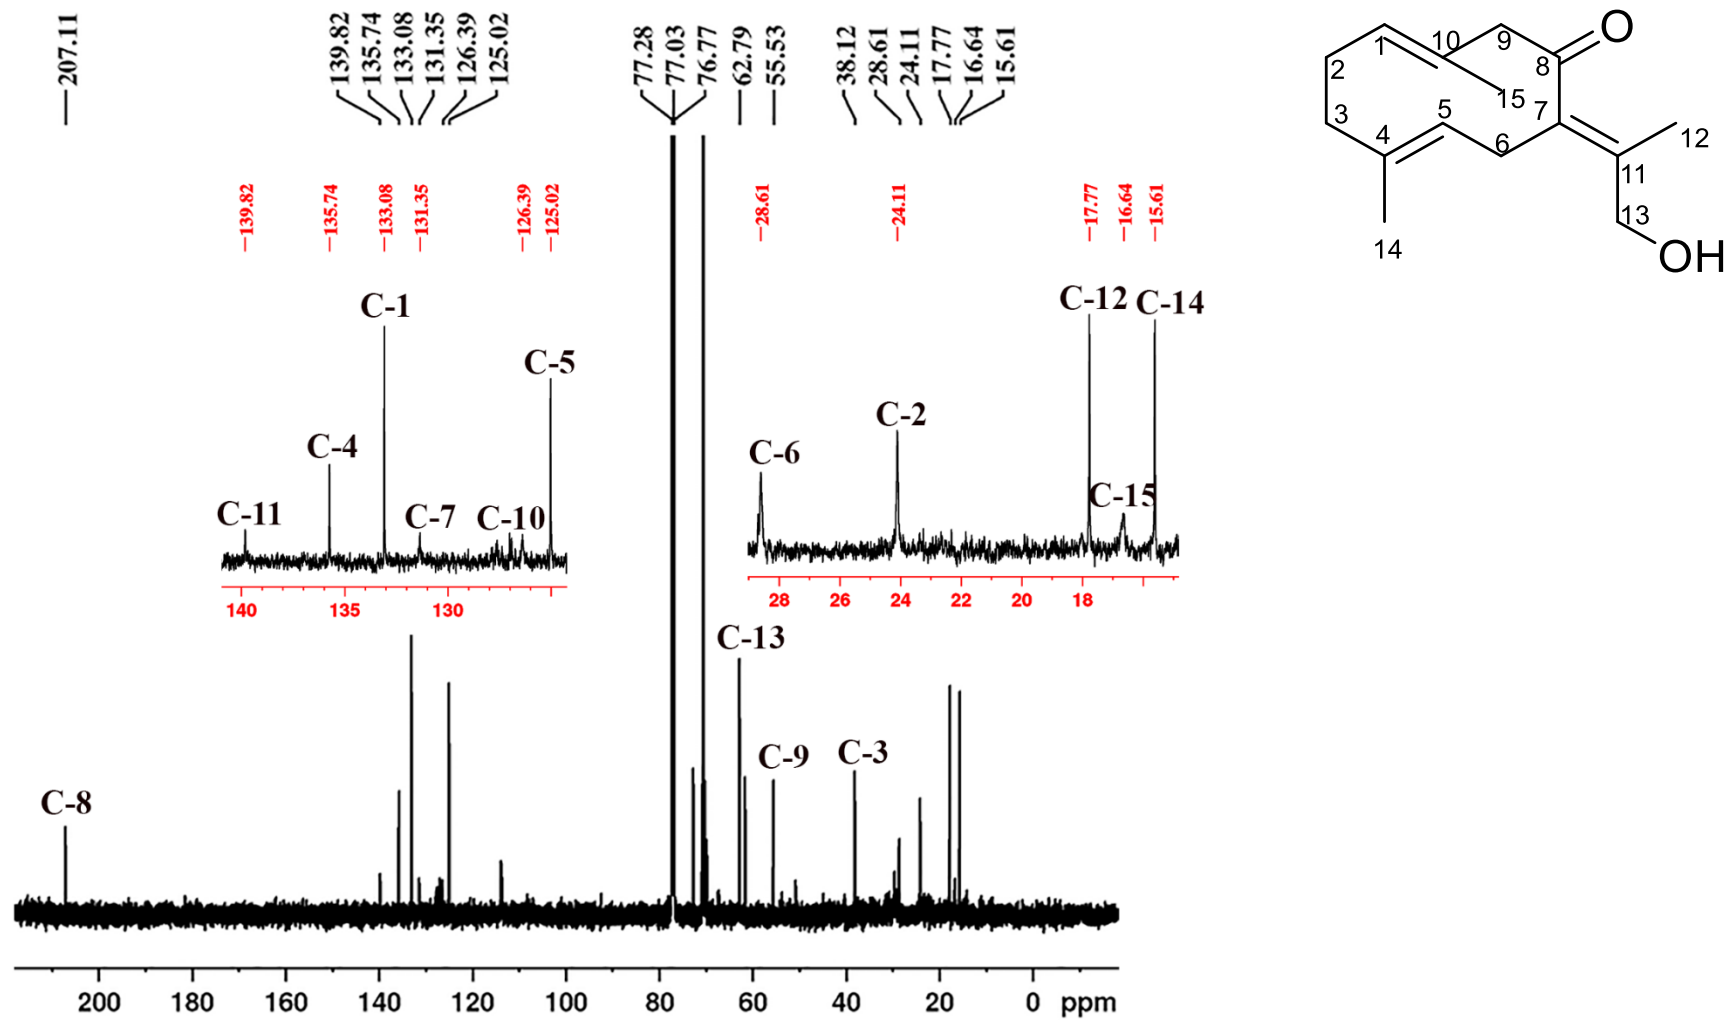 207.11
139.82
135.74
133.08
131.35
126.39
125.02
77.28
77.03
76.77
62.79
55.53
38.12
28.61
24.11
17.77
16.64
15.61
139.82
135.74
133.08
131.35
126.39
125.02
28.61
24.11
17.77
16.64
15.61
C-11
C-4
C-1
C-7
C-10
C-5
140 135 130
C-6
C-2
C-12
C-15
C-14
28 26 24 22 20 18
C-8
C-13
C-9
C-3
200 180 160 140 120 100 80 60 40 20 0 ppm
1
2
3
4
5
6
7
8
9
10
11
12
13
14
15
O
OH